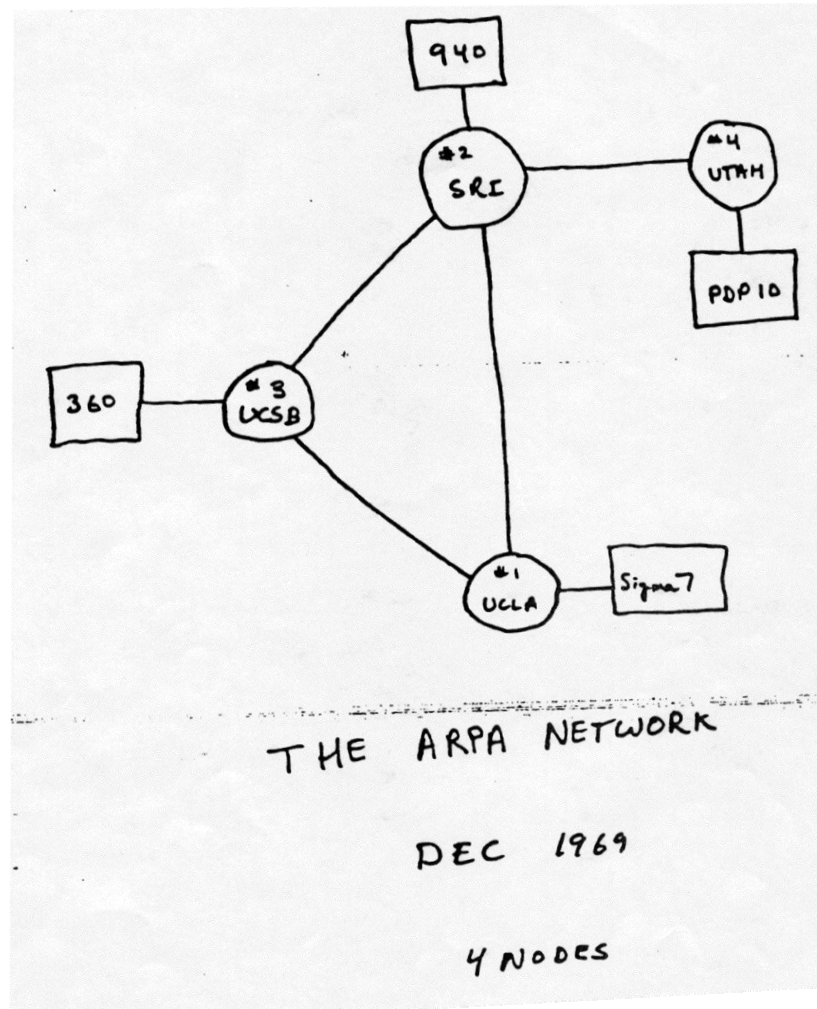 940
#2
SRI
#4
UTAH
PDP 10
360
#3
UCSB
#1
UCLA
Sigma 7
THE ARPA NETWORK
DEC 1969
4 NODES